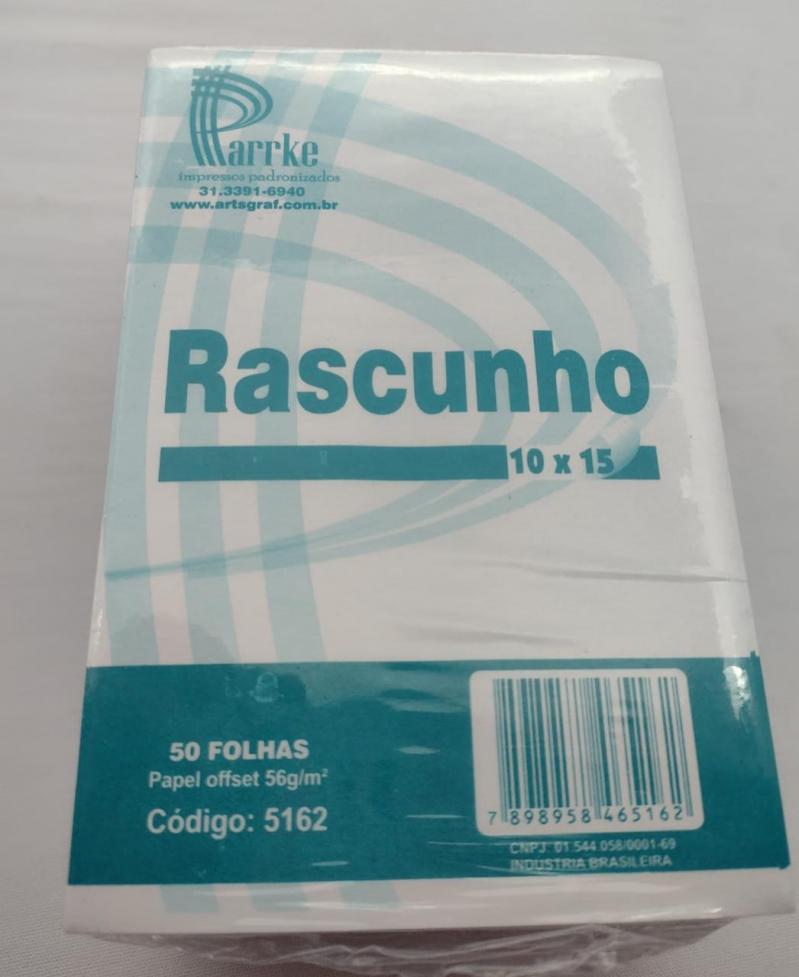 Parrke
impressos padronizados
31.3391-6940
www.artsgraf.com.br
Rascunho
10 x 15
50 FOLHAS
Papel offset 56g/m²
Código: 5162
7 898958 465162
CNPJ: 01.544.058/0001-69
INDUSTRIA BRASILEIRA